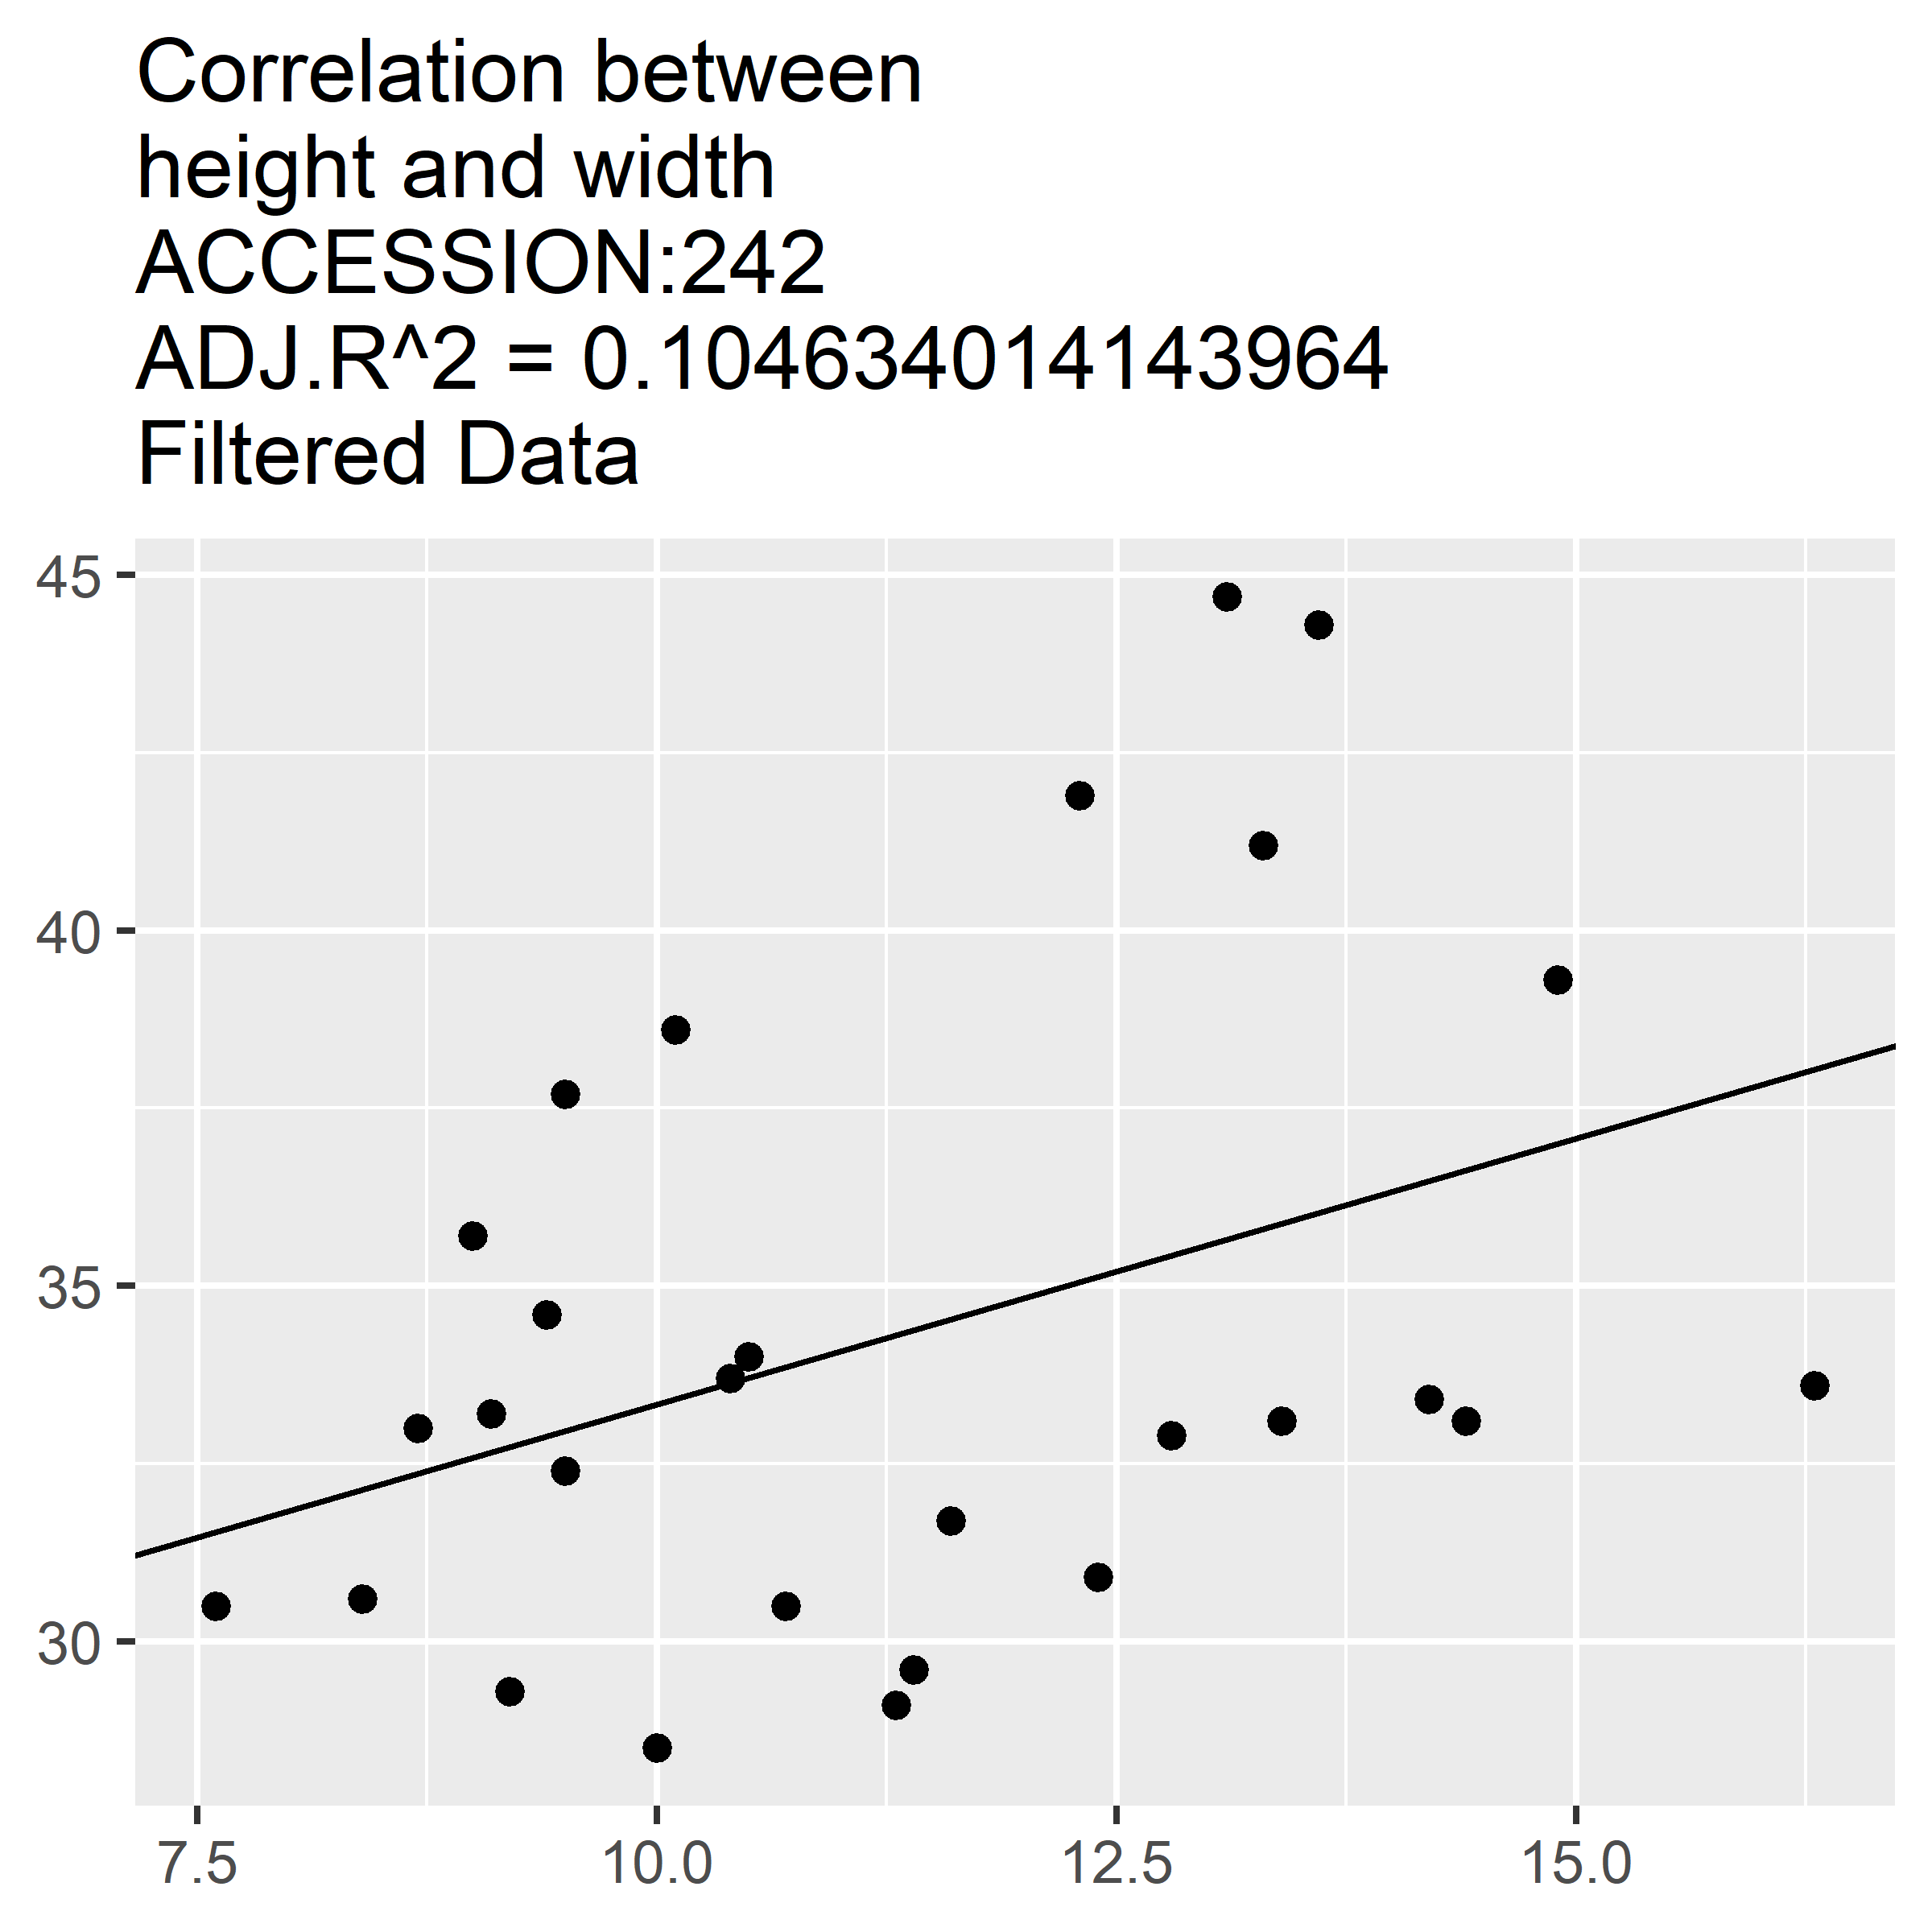 Correlation between
height and width
ACCESSION:242
ADJ.R^2 = 0.104634014143964
Filtered Data
45
40
35
30
7.5 10.0 12.5 15.0